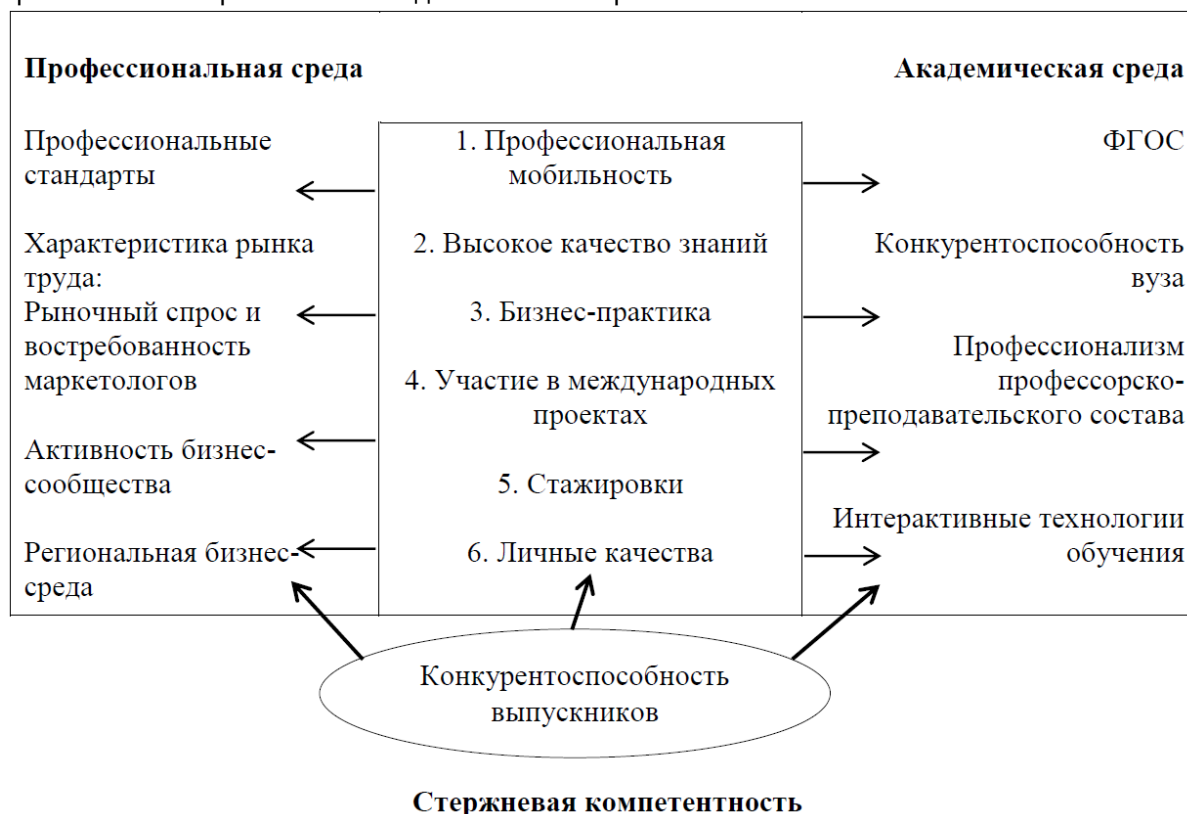 Профессиональная среда
Академическая среда
Профессиональные
стандарты
Характеристика рынка
труда:
Рыночный спрос и
востребованность
маркетологов
Активность бизнес-
сообщества
Региональная бизнес-
среда
1. Профессиональная
мобильность
2. Высокое качество знаний
3. Бизнес-практика
4. Участие в международных
проектах
5. Стажировки
6. Личные качества
ФГОС
Конкурентоспособность
вуза
Профессионализм
профессорско-
преподавательского состава
Интерактивные технологии
обучения
Конкурентоспособность
выпускников
Стержневая компетентность